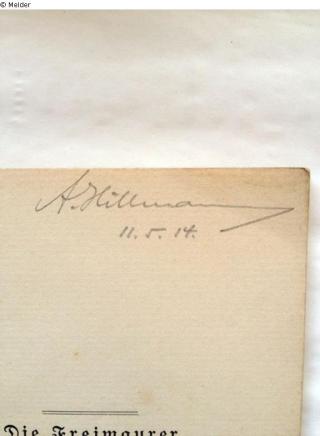 © Melder
A. Hillmann
11. 5. 14.
Die Freimaurer